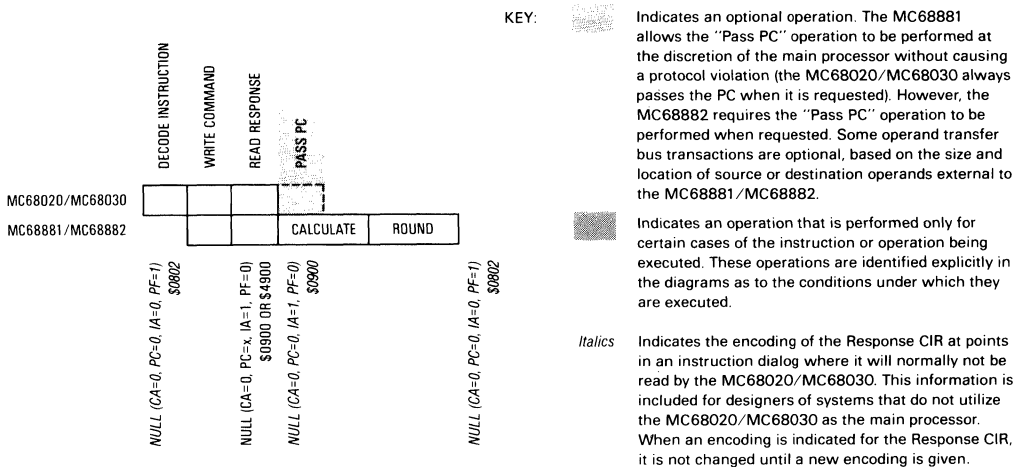 DECODE INSTRUCTION
WRITE COMMAND
READ RESPONSE
PASS PC
MC68020/MC68030
MC68881/MC68882
CALCULATE
ROUND
NULL (CA=0, PC=0, IA=0, PF=1)
$0802
NULL (CA=0, PC=x, IA=1, PF=0)
$0900 OR $4900
NULL (CA=0, PC=0, IA=1, PF=0)
$0900
NULL (CA=0, PC=0, IA=0, PF=1)
$0802
KEY:
Indicates an optional operation. The MC68881
allows the "Pass PC" operation to be performed at
the discretion of the main processor without causing
a protocol violation (the MC68020/MC68030 always
passes the PC when it is requested). However, the
MC68882 requires the "Pass PC" operation to be
performed when requested. Some operand transfer
bus transactions are optional, based on the size and
location of source or destination operands external to
the MC68881/MC68882.
Indicates an operation that is performed only for
certain cases of the instruction or operation being
executed. These operations are identified explicitly in
the diagrams as to the conditions under which they
are executed.
Italics Indicates the encoding of the Response CIR at points
in an instruction dialog where it will normally not be
read by the MC68020/MC68030. This information is
included for designers of systems that do not utilize
the MC68020/MC68030 as the main processor.
When an encoding is indicated for the Response CIR,
it is not changed until a new encoding is given.